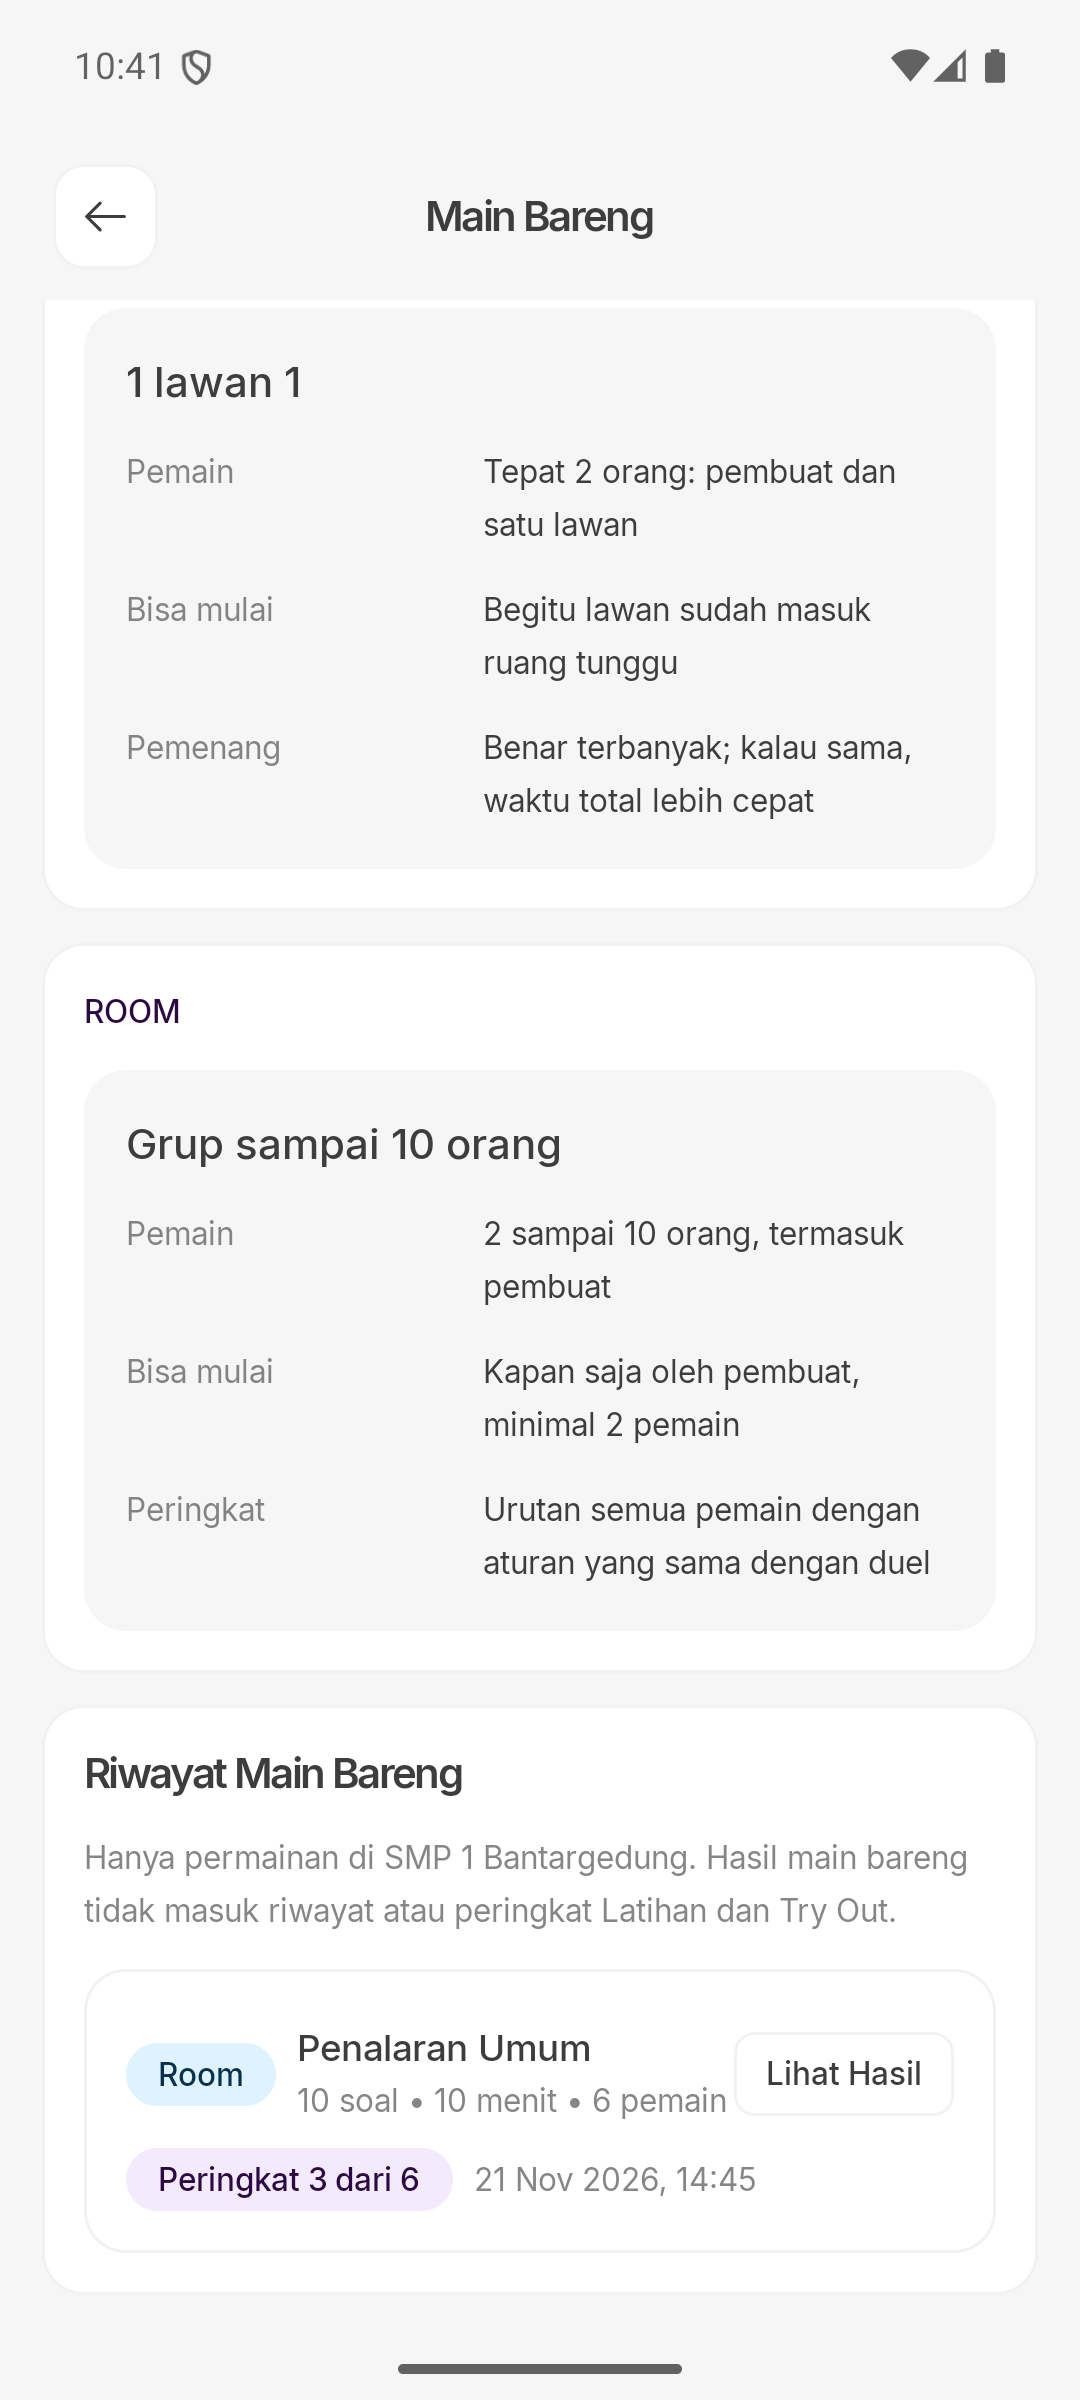 10:41
Main Bareng
1 lawan 1
Pemain
Tepat 2 orang: pembuat dan
satu lawan
Bisa mulai
Begitu lawan sudah masuk
ruang tunggu
Pemenang
Benar terbanyak; kalau sama,
waktu total lebih cepat
ROOM
Grup sampai 10 orang
Pemain
2 sampai 10 orang, termasuk
pembuat
Bisa mulai
Kapan saja oleh pembuat,
minimal 2 pemain
Peringkat
Urutan semua pemain dengan
aturan yang sama dengan duel
Riwayat Main Bareng
Hanya permainan di SMP 1 Bantargedung. Hasil main bareng
tidak masuk riwayat atau peringkat Latihan dan Try Out.
Room
Penalaran Umum
10 soal • 10 menit • 6 pemain
Lihat Hasil
Peringkat 3 dari 6
21 Nov 2026, 14:45